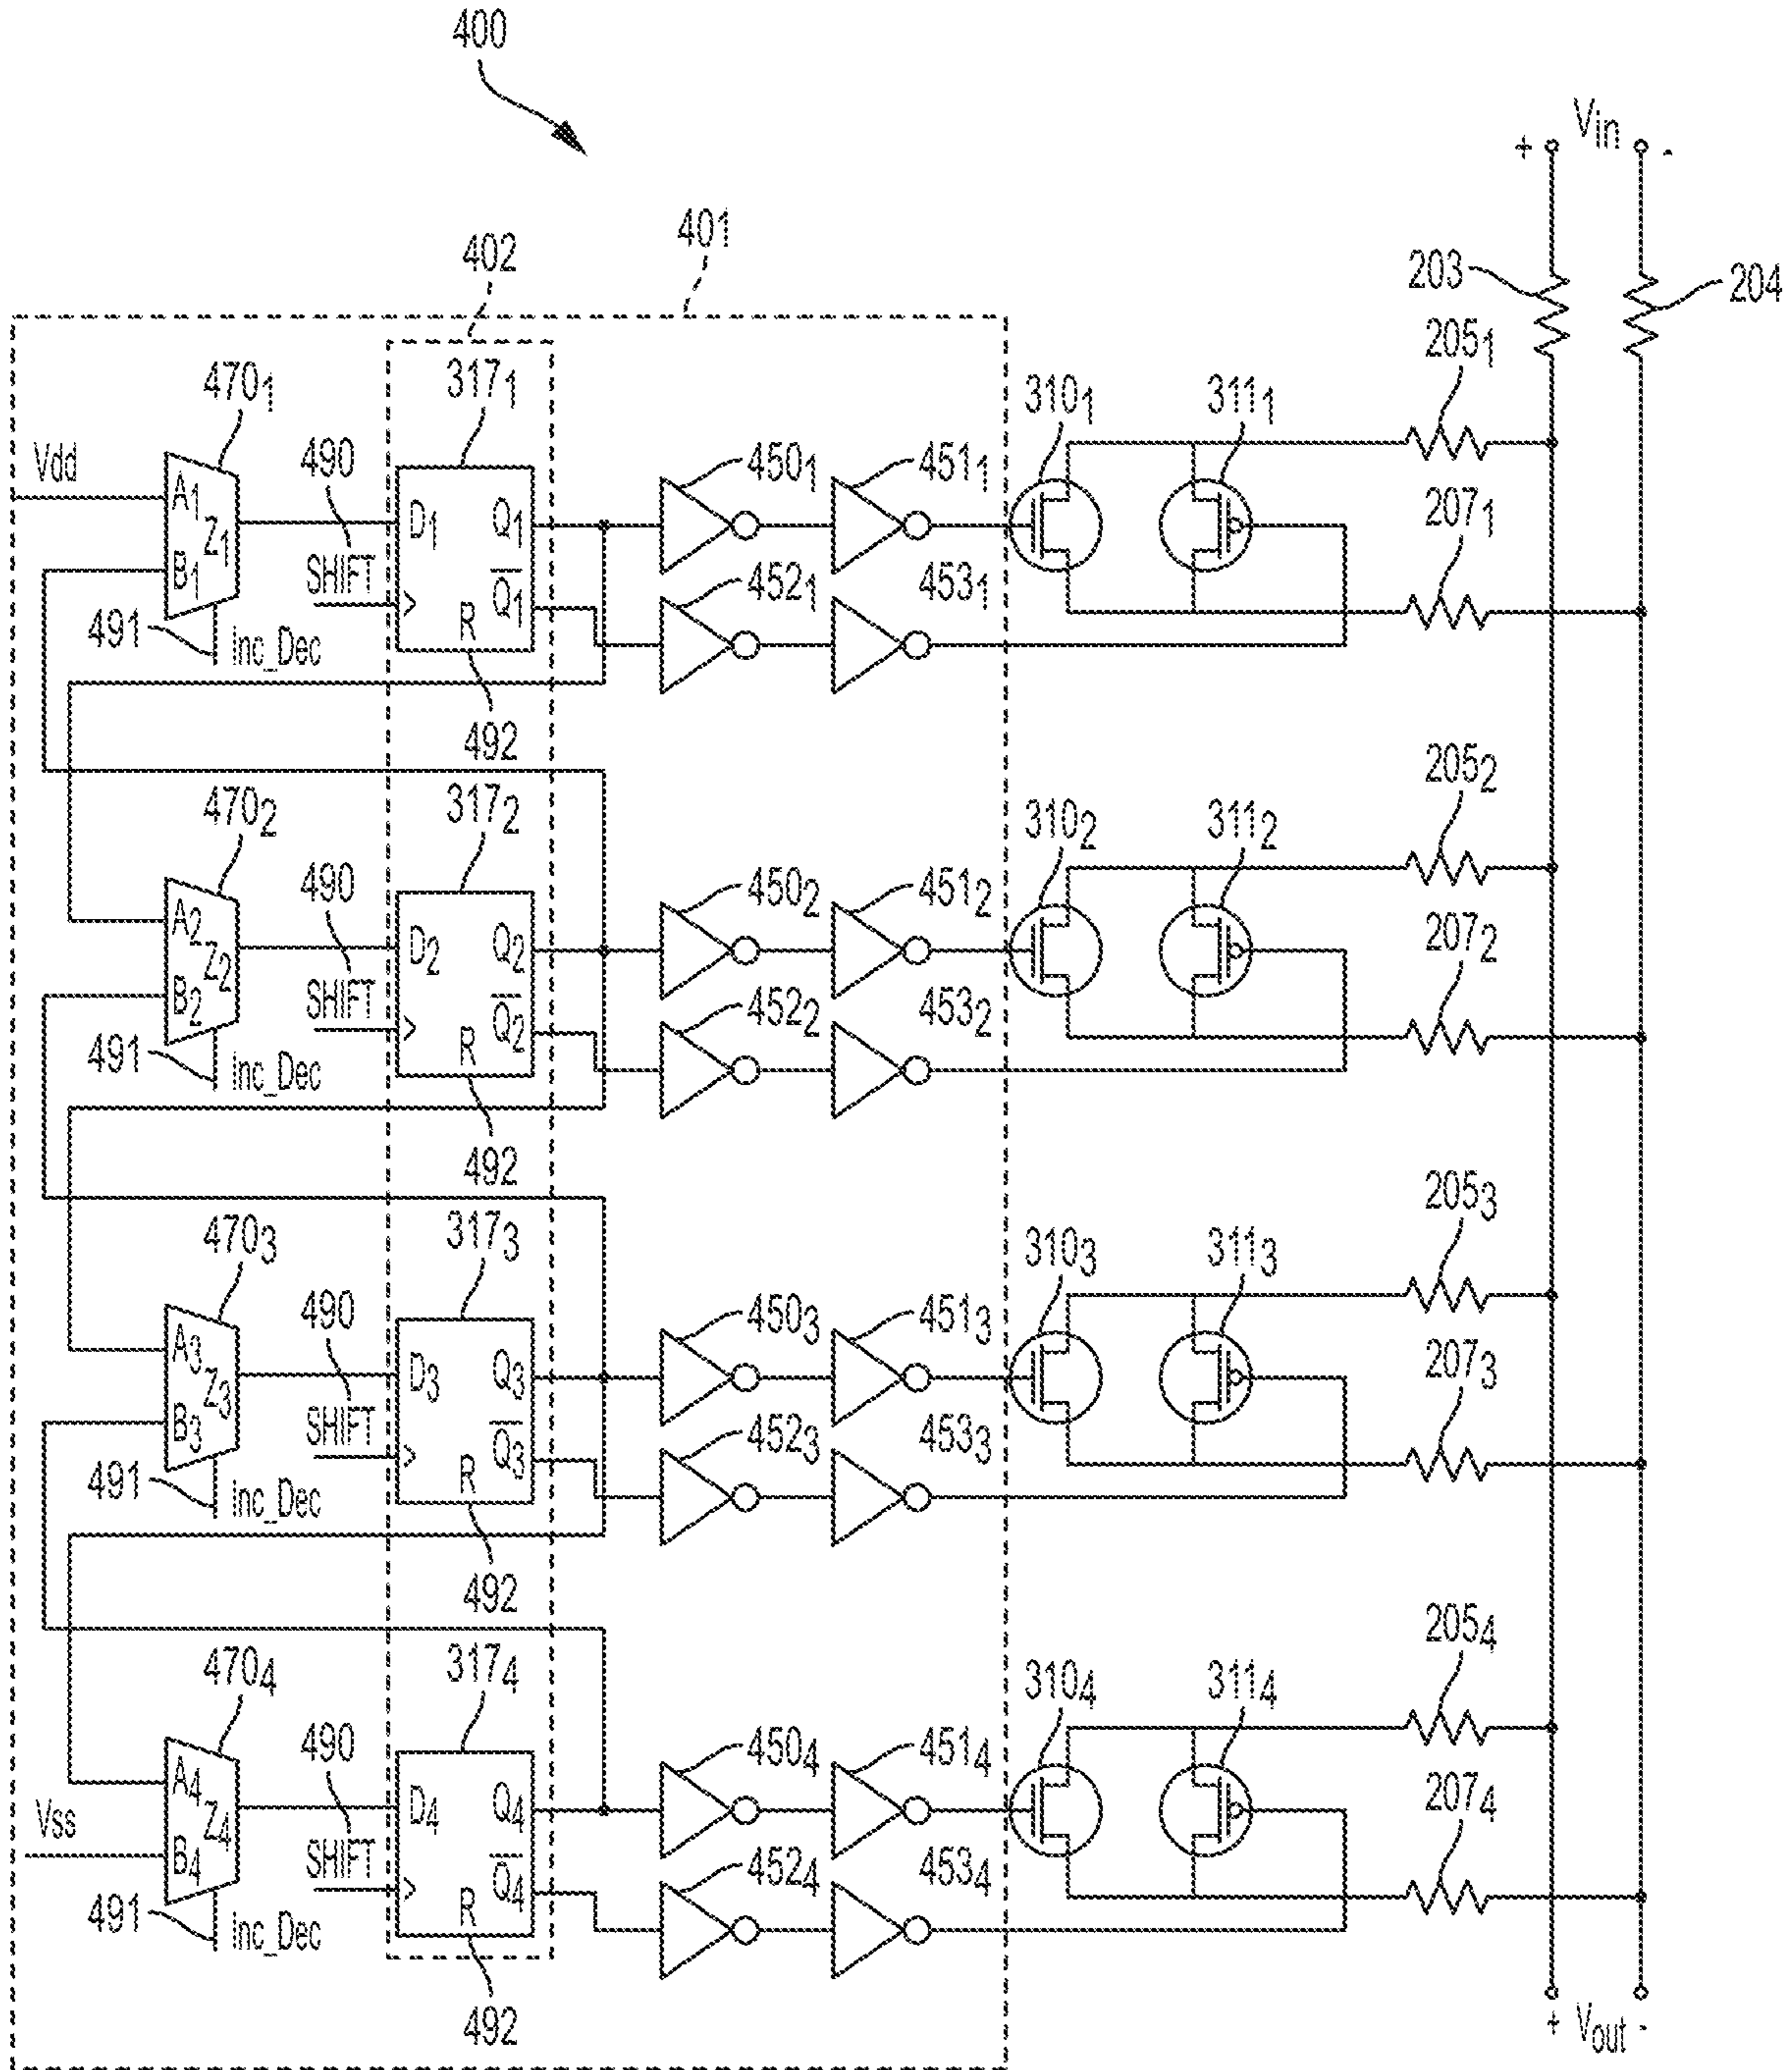 400
Vin
+ -
401
402
203
204
205₁
470₁
317₁
310₁
311₁
Vdd
490
450₁
451₁
207₁
A₁
Z₁
B₁
SHIFT
D₁
Q₁
Q̅₁
R
452₁
453₁
491
inc_Dec
492
205₂
470₂
317₂
310₂
311₂
490
450₂
451₂
207₂
A₂
Z₂
B₂
SHIFT
D₂
Q₂
Q̅₂
R
452₂
453₂
491
inc_Dec
492
205₃
470₃
317₃
310₃
311₃
490
450₃
451₃
207₃
A₃
Z₃
B₃
SHIFT
D₃
Q₃
Q̅₃
R
452₃
453₃
491
inc_Dec
492
205₄
470₄
317₄
310₄
311₄
490
450₄
451₄
207₄
A₄
Z₄
B₄
Vss
SHIFT
D₄
Q₄
Q̅₄
R
452₄
453₄
491
inc_Dec
492
+ Vout -